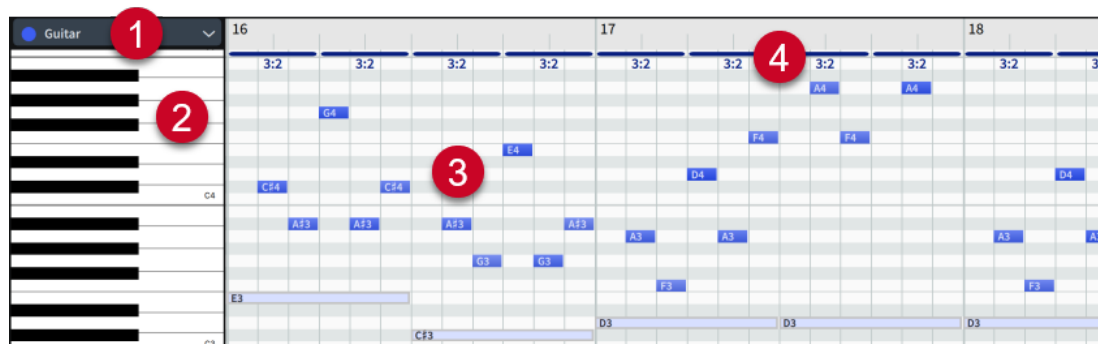 Guitar 1 16 17 18
3:2 3:2 3:2 3:2 3:2 3:2 4 3:2 3:2 3:2
A4 A4
2 G4
F4 F4
E4
3 D4 D4
C4 C♯4 C♯4
A♯3 A♯3 A♯3 A♯3
A3 A3 A3
G3 G3
F3 F3
E3
D3 D3 D3
C♯3
C3